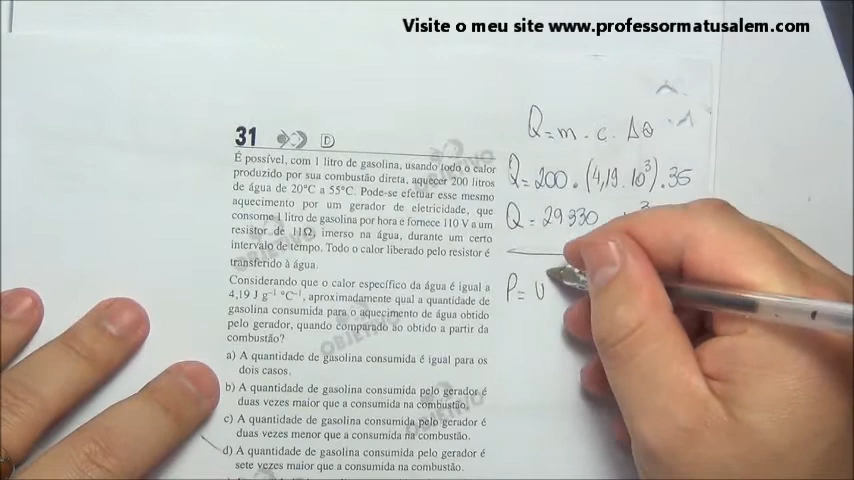 Visite o meu site www.professormatusalem.com
31 D
É possível, com 1 litro de gasolina, usando todo o calor
produzido por sua combustão direta, aquecer 200 litros
de água de 20°C a 55°C. Pode-se efetuar esse mesmo
aquecimento por um gerador de eletricidade, que
consome 1 litro de gasolina por hora e fornece 110 V a um
resistor de 11Ω, imerso na água, durante um certo
intervalo de tempo. Todo o calor liberado pelo resistor é
transferido à água.
Considerando que o calor específico da água é igual a
4,19 J g⁻¹ °C⁻¹, aproximadamente qual a quantidade de
gasolina consumida para o aquecimento de água obtido
pelo gerador, quando comparado ao obtido a partir da
combustão?
a) A quantidade de gasolina consumida é igual para os
dois casos.
b) A quantidade de gasolina consumida pelo gerador é
duas vezes maior que a consumida na combustão.
c) A quantidade de gasolina consumida pelo gerador é
duas vezes menor que a consumida na combustão.
d) A quantidade de gasolina consumida pelo gerador é
sete vezes maior que a consumida na combustão.
Q = m . c . Δθ
Q = 200 . (4,19 . 10³) . 35
Q = 29330
P = U
OBJETIVO
OBJETIVO
OBJETIVO
OBJETIVO